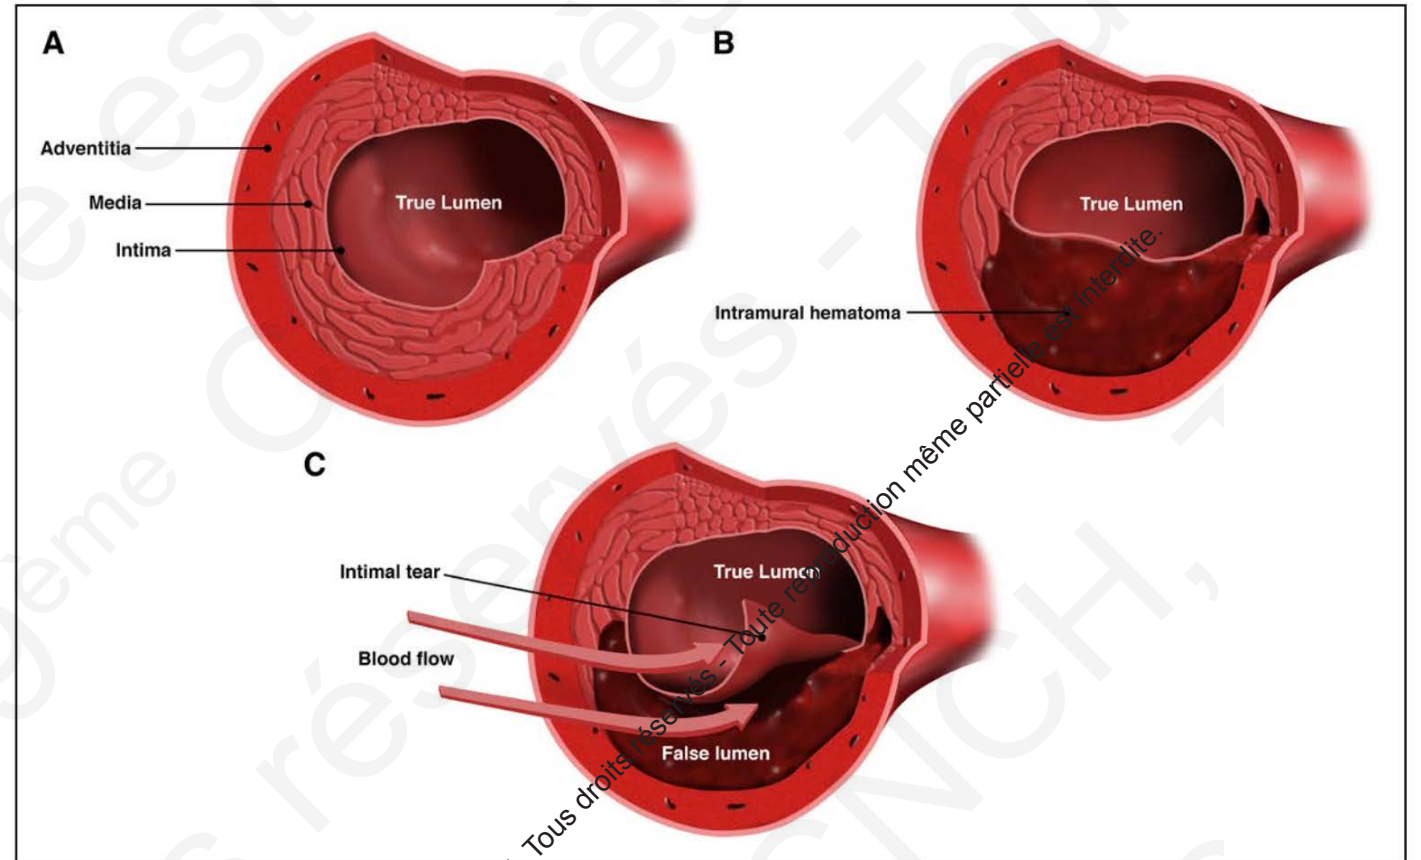 A
B
Adventitia
Media
Intima
True Lumen
True Lumen
Intramural hematoma
C
Intimal tear
True Lumen
Blood flow
False lumen
Tous droits réservés - Toute reproduction même partielle est interdite.